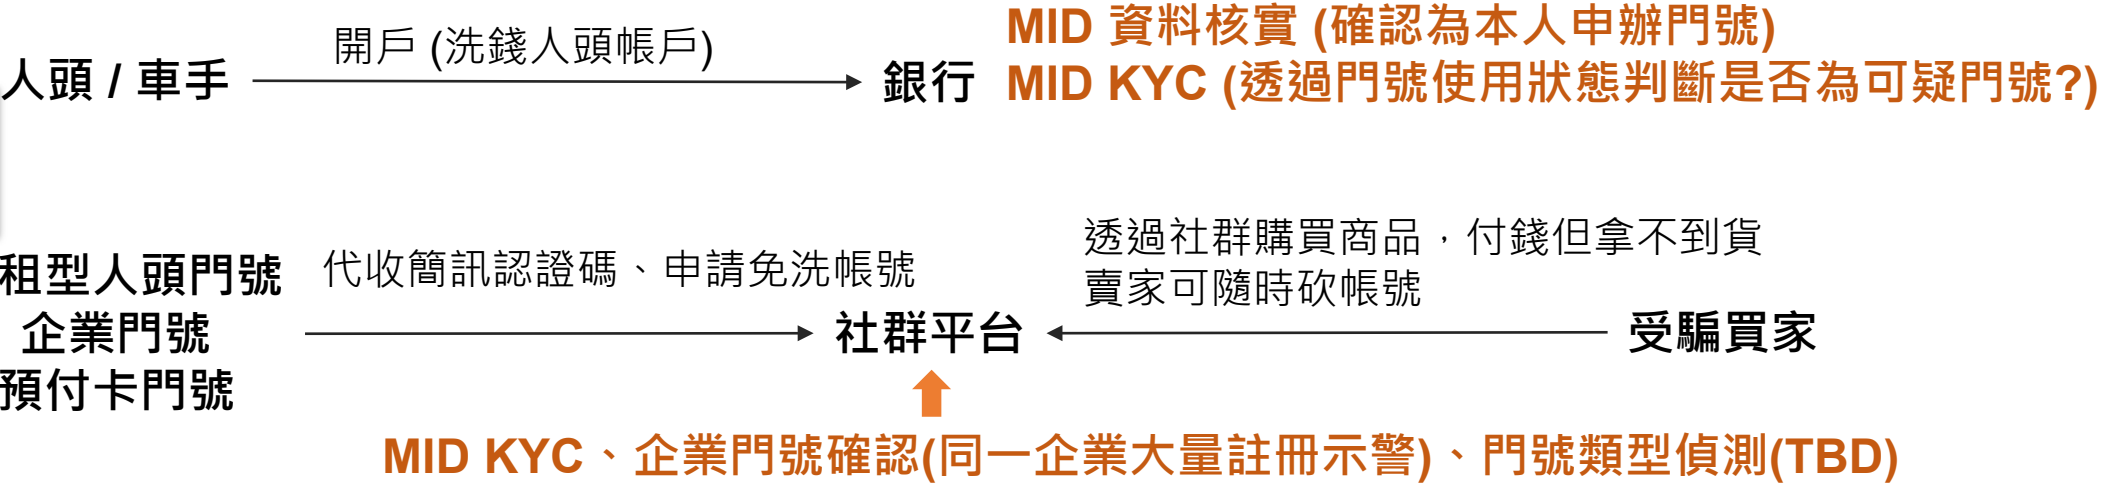 MID 資料核實 (確認為本人申辦門號)
開戶 (洗錢人頭帳戶)
人頭 / 車手
銀行
MID KYC (透過門號使用狀態判斷是否為可疑門號?)
透過社群購買商品，付錢但拿不到貨
賣家可隨時砍帳號
代收簡訊認證碼、申請免洗帳號
租型人頭門號
企業門號
預付卡門號
社群平台
受騙買家
MID KYC、企業門號確認(同一企業大量註冊示警)、門號類型偵測(TBD)